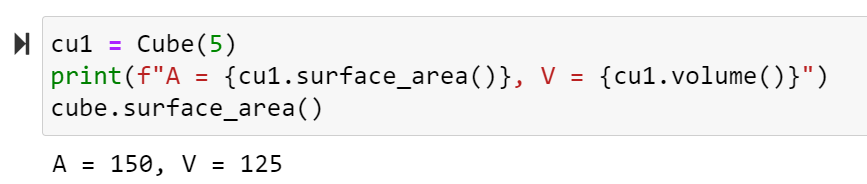 cu1 = Cube(5)
print(f"A = {cu1.surface_area()}, V = {cu1.volume()}")
cube.surface_area()
A = 150, V = 125